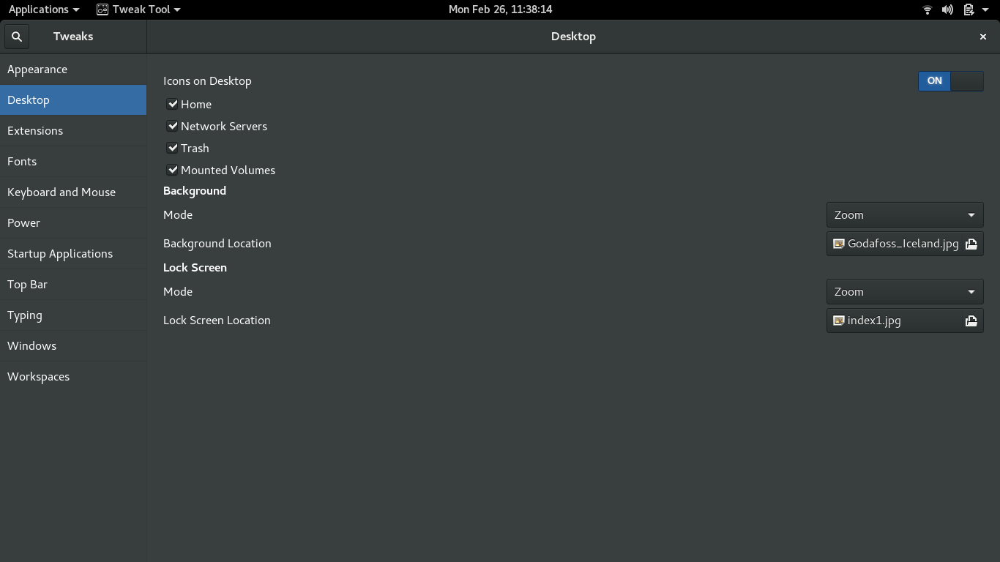 Applications Tweak Tool Mon Feb 26, 11:38:14
Tweaks Desktop
Appearance
Desktop
Extensions
Fonts
Keyboard and Mouse
Power
Startup Applications
Top Bar
Typing
Windows
Workspaces
Icons on Desktop ON
Home
Network Servers
Trash
Mounted Volumes
Background
Mode Zoom
Background Location Godafoss_Iceland.jpg
Lock Screen
Mode Zoom
Lock Screen Location index1.jpg